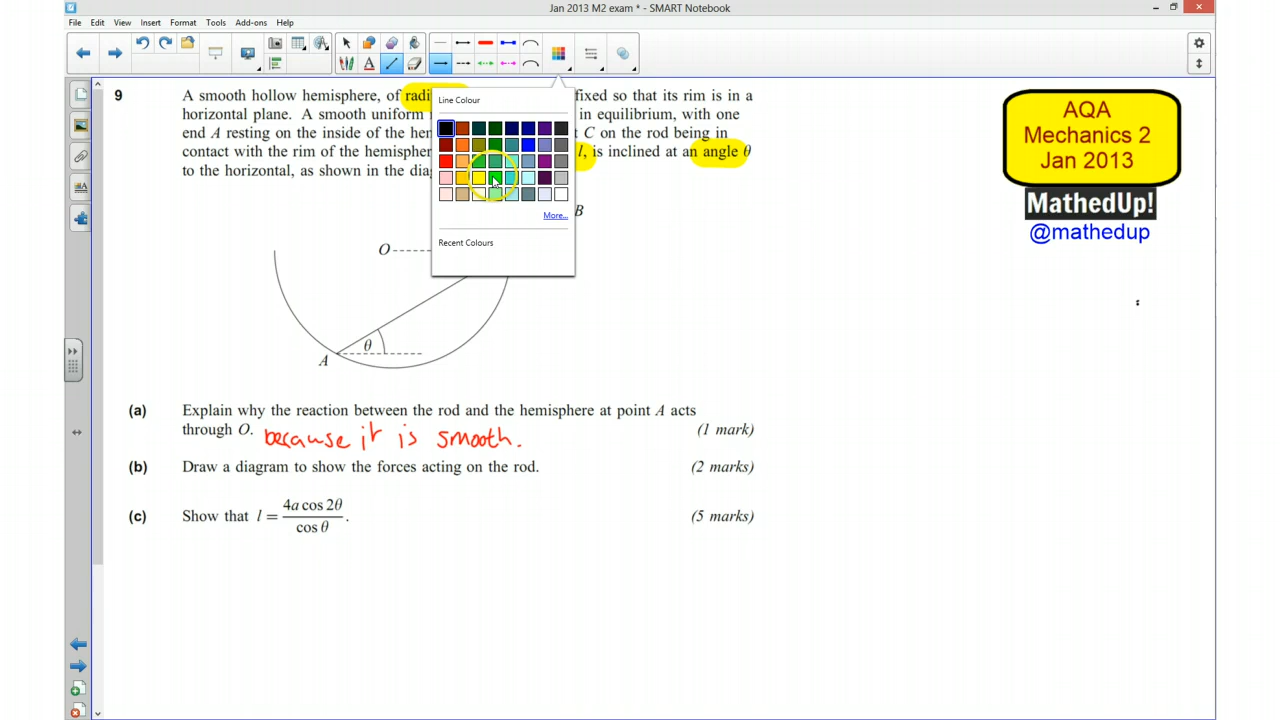 Jan 2013 M2 exam * - SMART Notebook
File Edit View Insert Format Tools Add-ons Help
Line Colour
More...
Recent Colours
9 A smooth hollow hemisphere, of fixed so that its rim is in a
horizontal plane. A smooth uniform in equilibrium, with one
end A resting on the inside of the C on the rod being in
contact with the rim of the l, is inclined at an angle θ
to the horizontal, as shown in the
B
O
A
θ
(a) Explain why the reaction between the rod and the hemisphere at point A acts
through O. because it is smooth. (1 mark)
(b) Draw a diagram to show the forces acting on the rod. (2 marks)
(c) Show that l = 4a cos 2θ / cos θ . (5 marks)
AQA
Mechanics 2
Jan 2013
MathedUp!
@mathedup